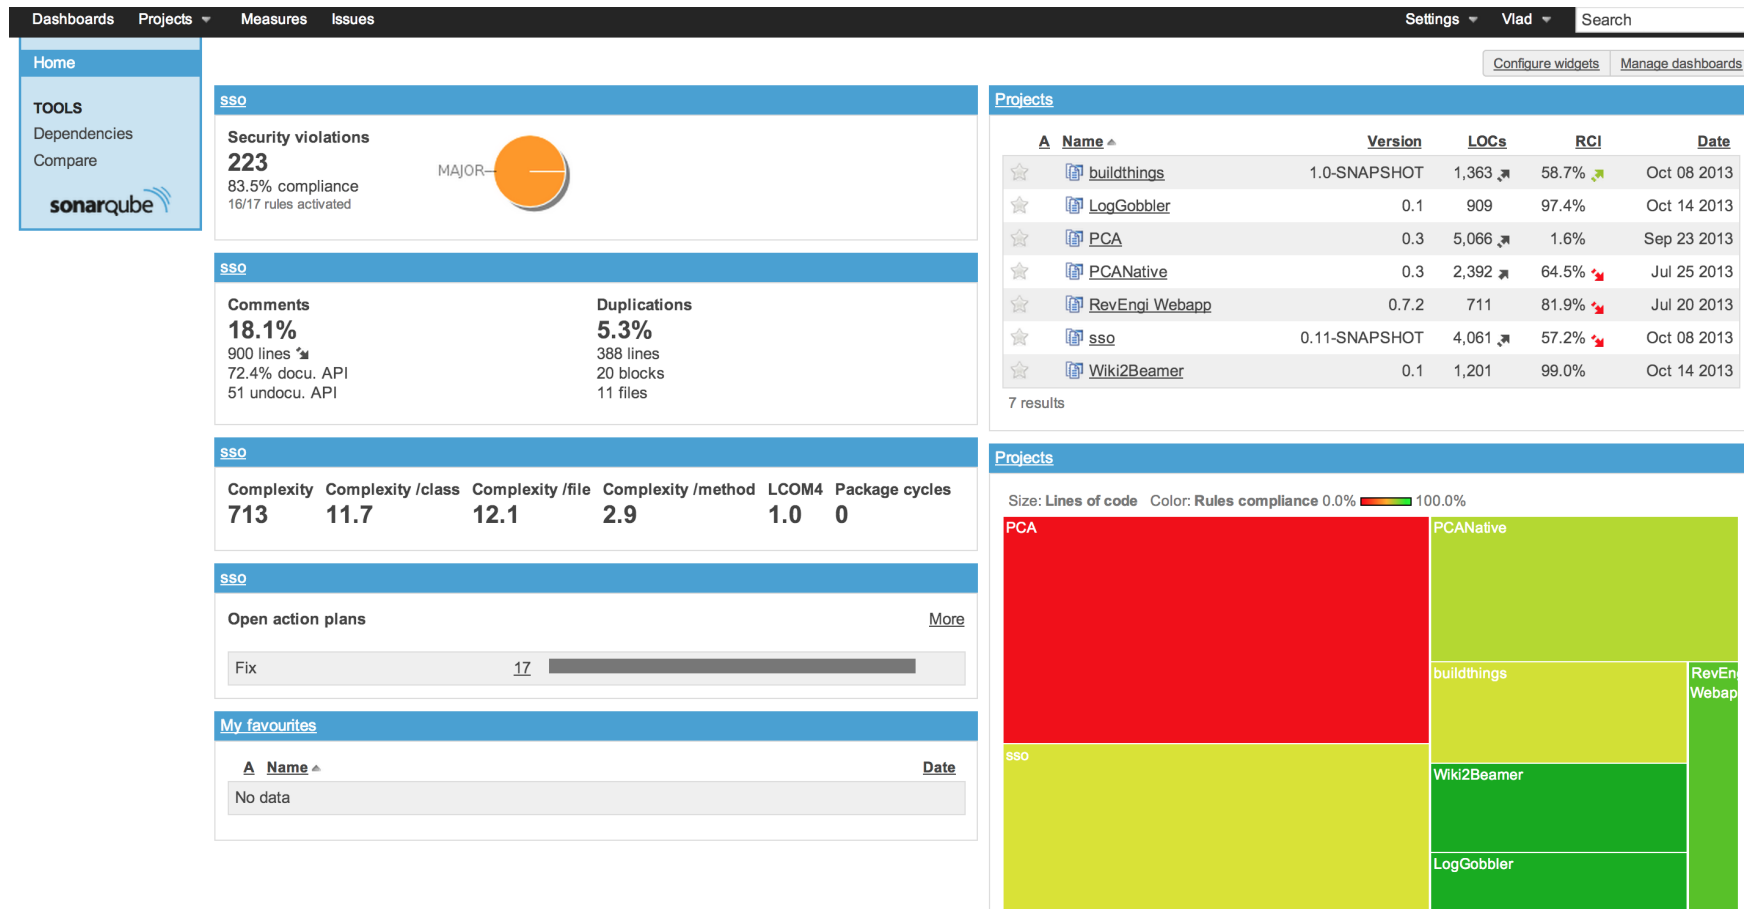 Dashboards Projects Measures Issues Settings Vlad Search
Configure widgets Manage dashboards
Home
TOOLS
Dependencies
Compare
sonarqube
sso
Security violations
223
83.5% compliance
16/17 rules activated
MAJOR
sso
Comments Duplications
18.1% 5.3%
900 lines 388 lines
72.4% docu. API 20 blocks
51 undocu. API 11 files
sso
Complexity Complexity /class Complexity /file Complexity /method LCOM4 Package cycles
713 11.7 12.1 2.9 1.0 0
sso
Open action plans More
Fix 17
My favourites
A Name Date
No data
Projects
A Name Version LOCs RCI Date
buildthings 1.0-SNAPSHOT 1,363 58.7% Oct 08 2013
LogGobbler 0.1 909 97.4% Oct 14 2013
PCA 0.3 5,066 1.6% Sep 23 2013
PCANative 0.3 2,392 64.5% Jul 25 2013
RevEngi Webapp 0.7.2 711 81.9% Jul 20 2013
sso 0.11-SNAPSHOT 4,061 57.2% Oct 08 2013
Wiki2Beamer 0.1 1,201 99.0% Oct 14 2013
7 results
Projects
Size: Lines of code Color: Rules compliance 0.0% 100.0%
PCA
PCANative
buildthings
RevEng
Webap
sso
Wiki2Beamer
LogGobbler